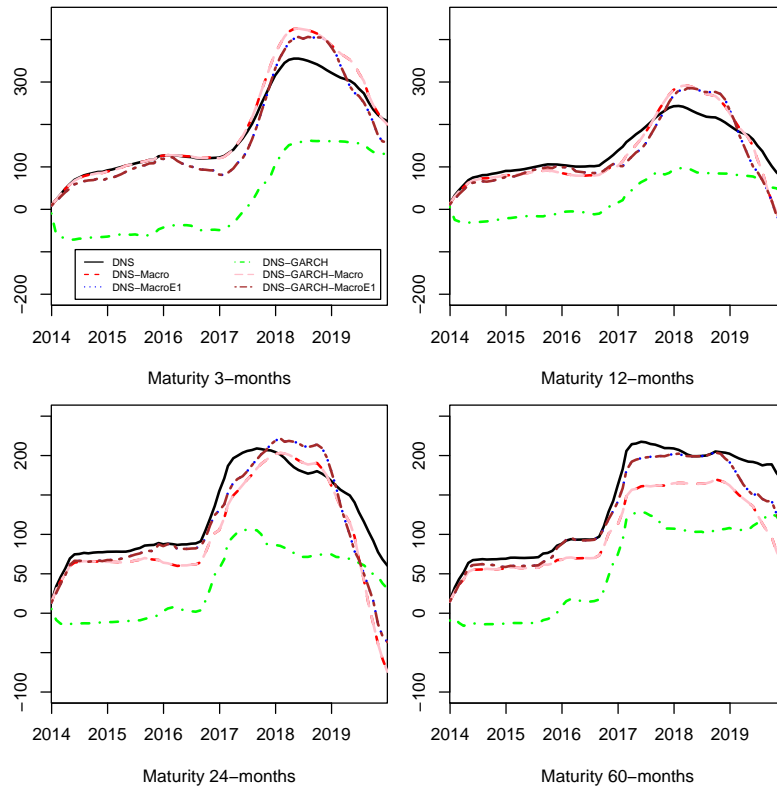 300
100
0
−200
DNS
DNS−Macro
DNS−MacroE1
DNS−GARCH
DNS−GARCH−Macro
DNS−GARCH−MacroE1
2014 2015 2016 2017 2018 2019
Maturity 3−months
300
100
0
−200
2014 2015 2016 2017 2018 2019
Maturity 12−months
200
100
50
0
−100
2014 2015 2016 2017 2018 2019
Maturity 24−months
200
100
50
0
−100
2014 2015 2016 2017 2018 2019
Maturity 60−months